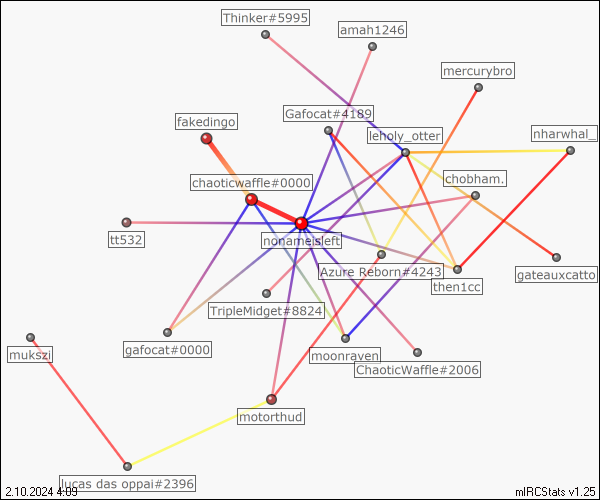 Thinker#5995
amah1246
mercurybro
Gafocat#4189
fakedingo
leholy_otter
nharwhal_
chaoticwaffle#0000
chobham.
tt532
nonameisleft
Azure Reborn#4243
gateauxcatto
then1cc
TripleMidget#8824
gafocat#0000
mukszi
moonraven
ChaoticWaffle#2006
motorthud
lucas das oppai#2396
2.10.2024 4:09
mIRCStats v1.25